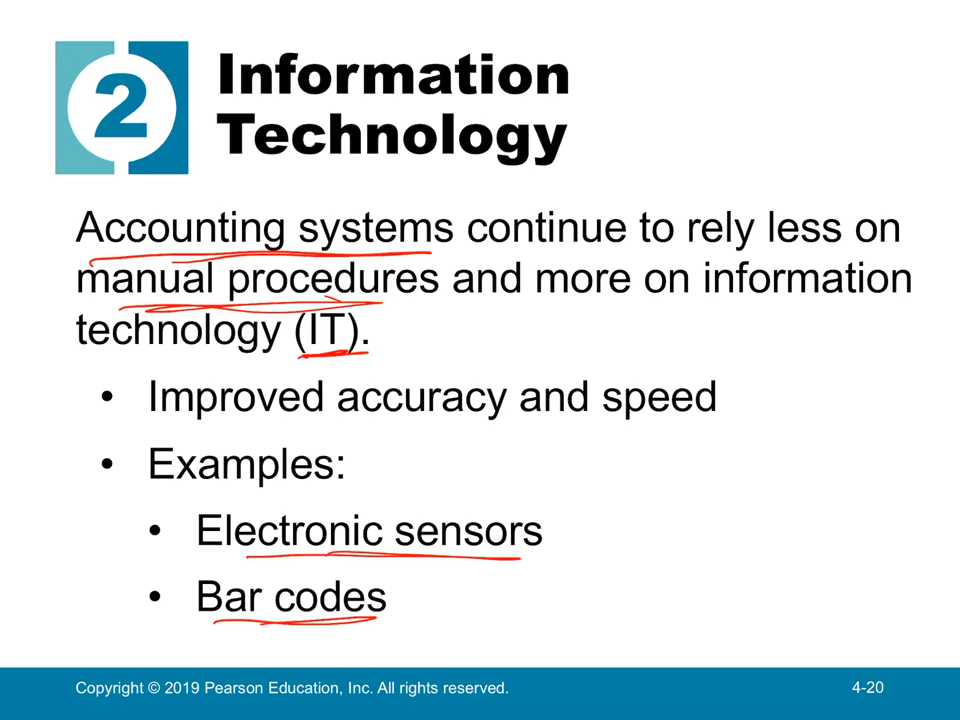 2
Information
Technology
Accounting systems continue to rely less on
manual procedures and more on information
technology (IT).
• Improved accuracy and speed
• Examples:
• Electronic sensors
• Bar codes
Copyright © 2019 Pearson Education, Inc. All rights reserved.
4-20